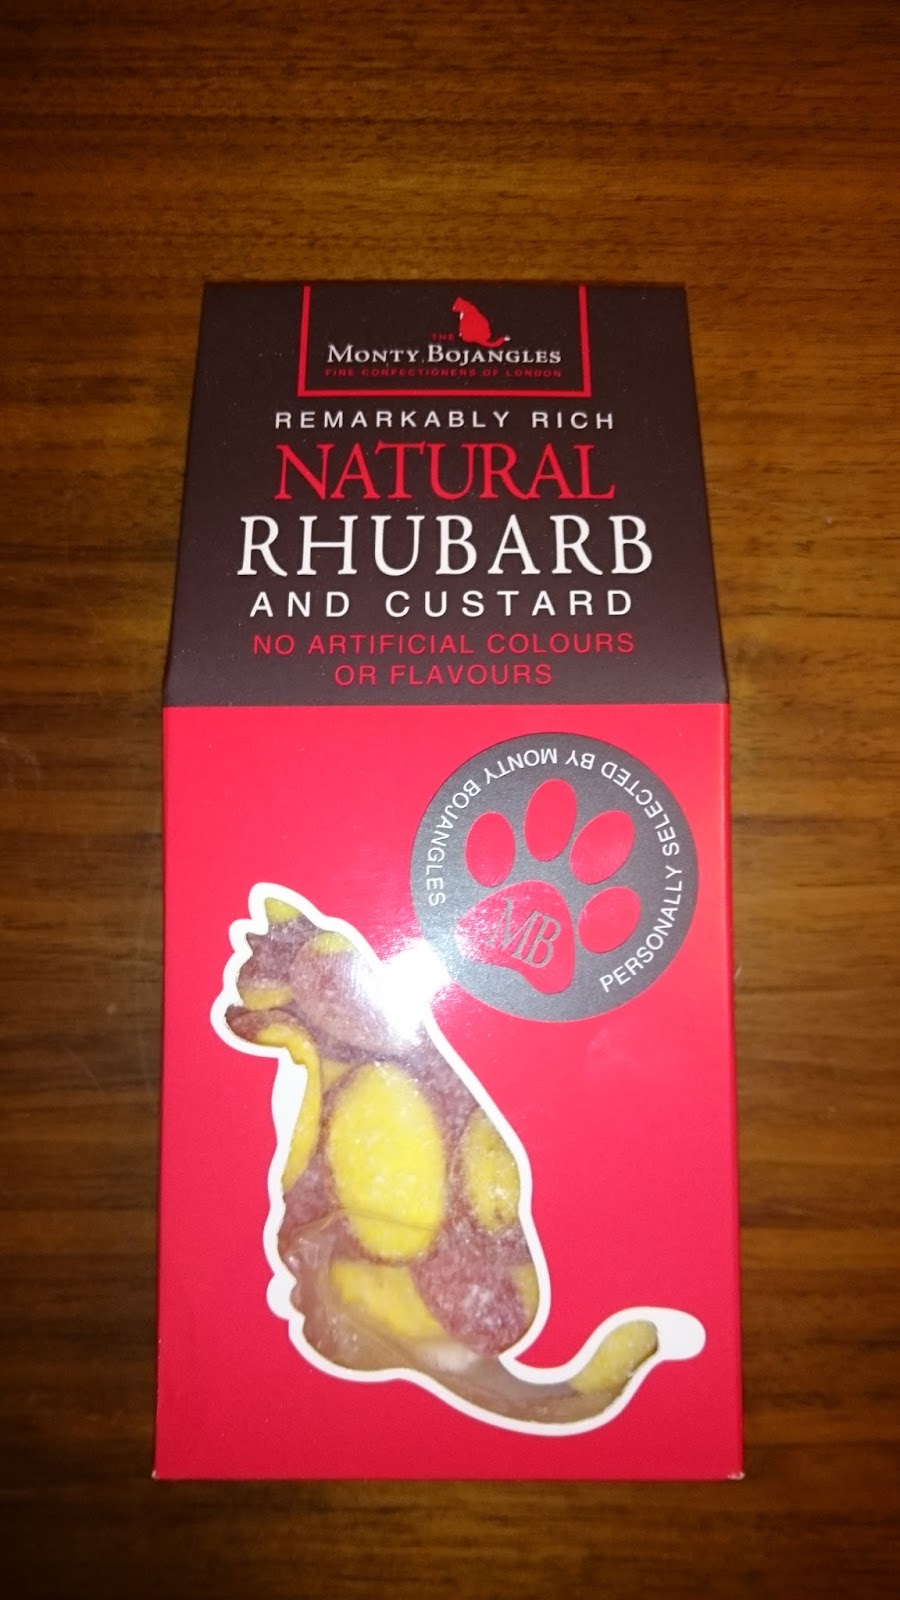 THE
MONTY BOJANGLES
FINE CONFECTIONERS OF LONDON
REMARKABLY RICH
NATURAL
RHUBARB
AND CUSTARD
NO ARTIFICIAL COLOURS
OR FLAVOURS
PERSONALLY SELECTED BY MONTY BOJANGLES
MB